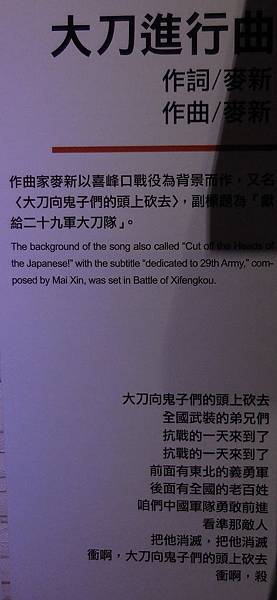 大刀進行曲
作詞/麥新
作曲/麥新
作曲家麥新以喜峰口戰役為背景而作，又名
〈大刀向鬼子們的頭上砍去〉，副標題為「獻
給二十九軍大刀隊」。
The background of the song also called “Cut off the Heads of
the Japanese!” with the subtitle “dedicated to 29th Army,” com-
posed by Mai Xin, was set in Battle of Xifengkou.
大刀向鬼子們的頭上砍去
全國武裝的弟兄們
抗戰的一天來到了
抗戰的一天來到了
前面有東北的義勇軍
後面有全國的老百姓
咱們中國軍隊勇敢前進
看準那敵人
把他消滅，把他消滅
衝啊，大刀向鬼子們的頭上砍去
衝啊，殺